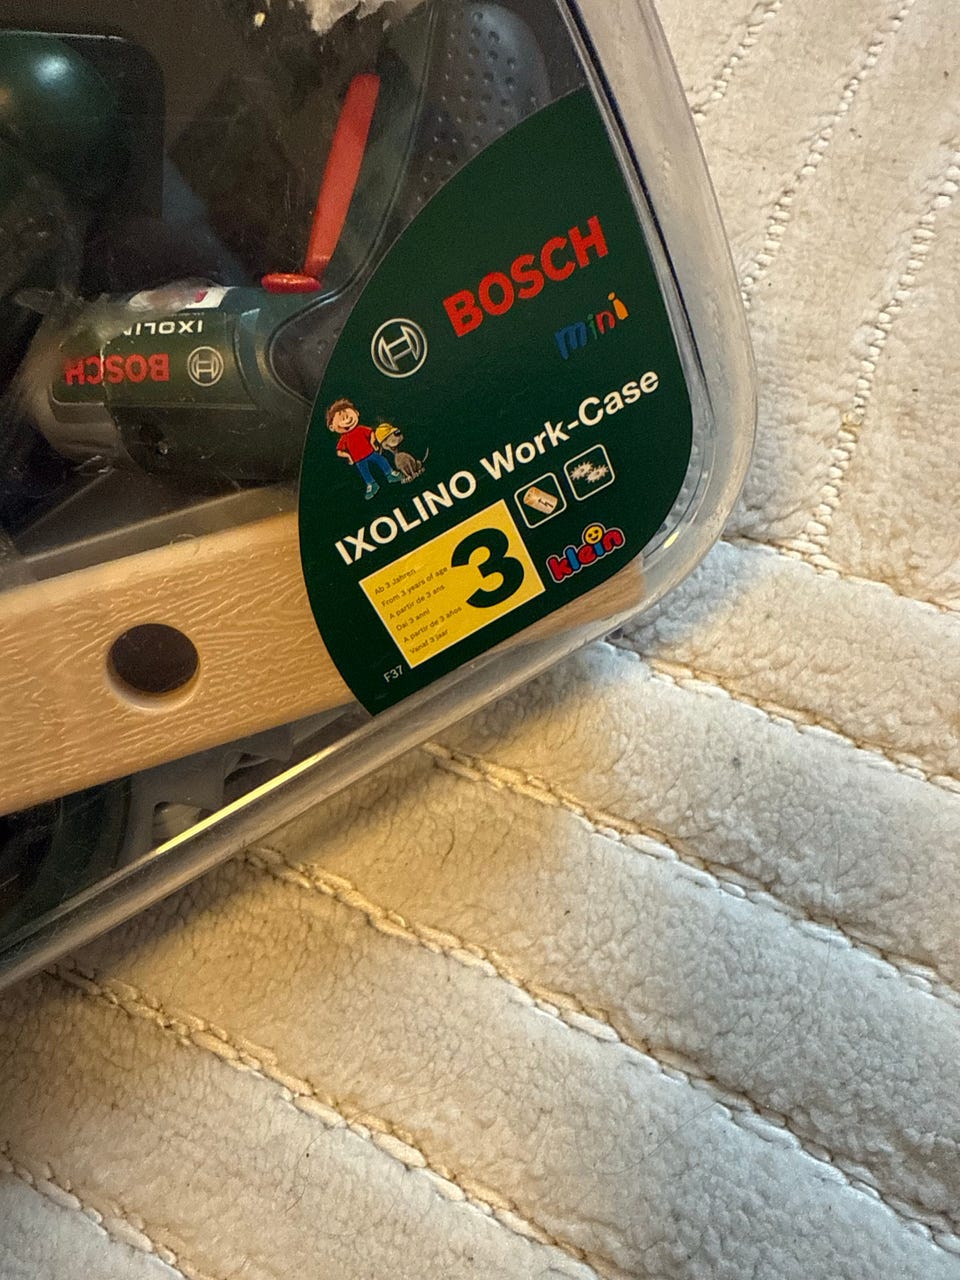 BOSCH
mini
IXOLINO Work-Case
3
Ab 3 Jahren
From 3 years of age
A partir de 3 ans
Dai 3 anni
A partir de 3 años
Vanaf 3 jaar
klein
F37
IXOLIN
BOSCH